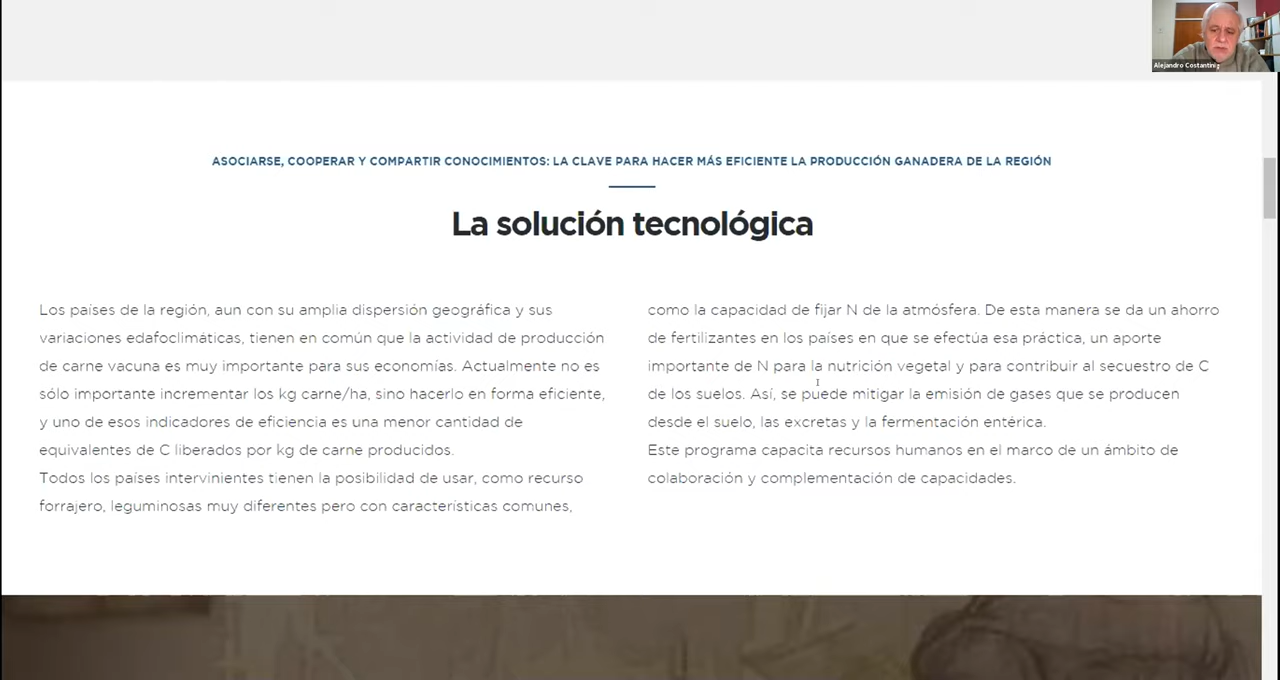 Alejandro Costantini
ASOCIARSE, COOPERAR Y COMPARTIR CONOCIMIENTOS: LA CLAVE PARA HACER MÁS EFICIENTE LA PRODUCCIÓN GANADERA DE LA REGIÓN
La solución tecnológica
Los países de la región, aun con su amplia dispersión geográfica y sus
variaciones edafoclimáticas, tienen en común que la actividad de producción
de carne vacuna es muy importante para sus economías. Actualmente no es
sólo importante incrementar los kg carne/ha, sino hacerlo en forma eficiente,
y uno de esos indicadores de eficiencia es una menor cantidad de
equivalentes de C liberados por kg de carne producidos.
Todos los países intervinientes tienen la posibilidad de usar, como recurso
forrajero, leguminosas muy diferentes pero con características comunes,
como la capacidad de fijar N de la atmósfera. De esta manera se da un ahorro
de fertilizantes en los países en que se efectúa esa práctica, un aporte
importante de N para la nutrición vegetal y para contribuir al secuestro de C
de los suelos. Así, se puede mitigar la emisión de gases que se producen
desde el suelo, las excretas y la fermentación entérica.
Este programa capacita recursos humanos en el marco de un ámbito de
colaboración y complementación de capacidades.